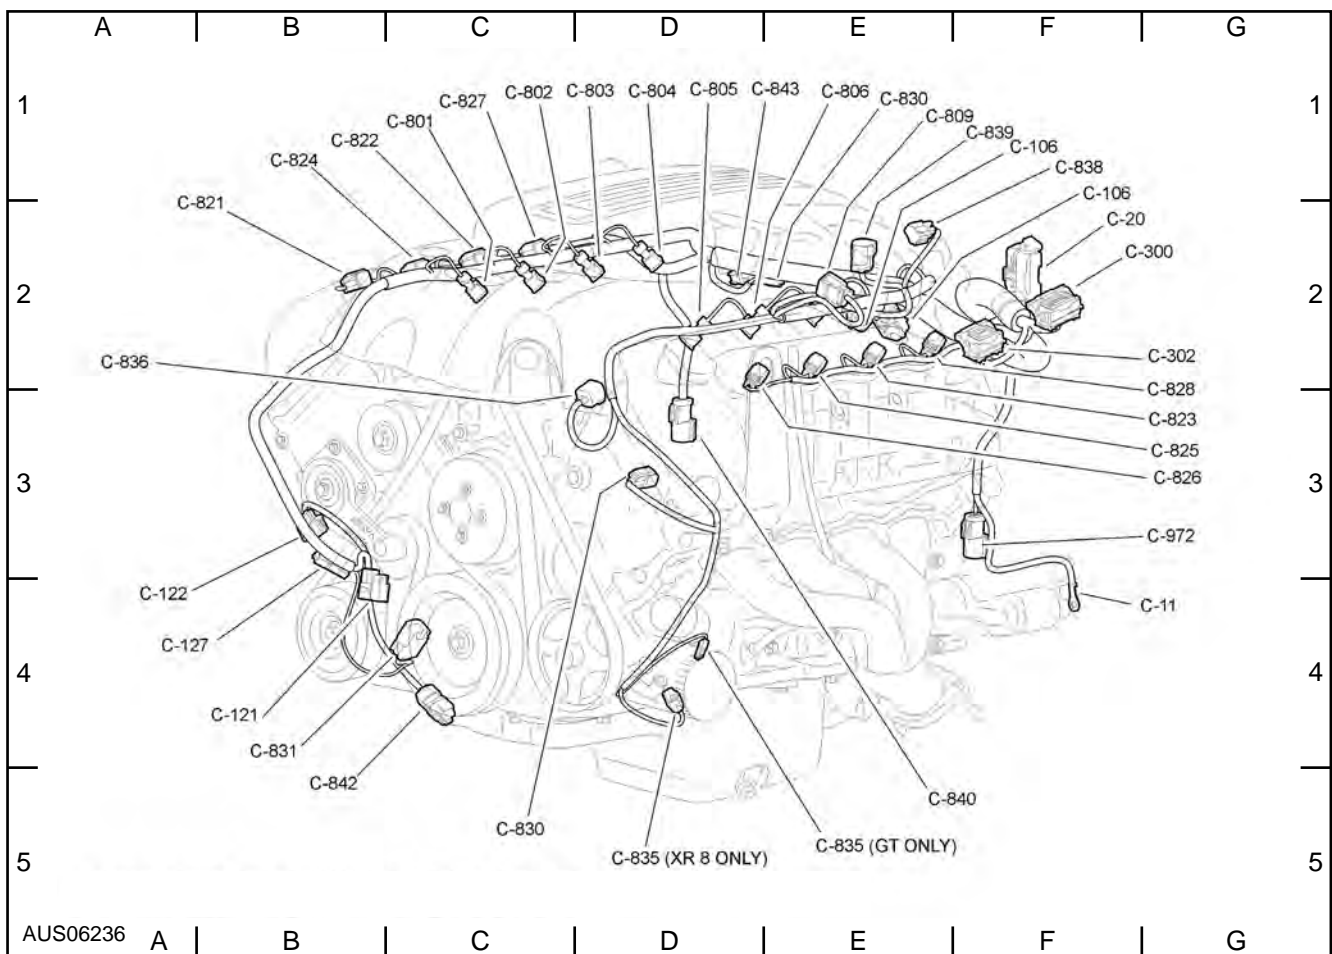 A B C D E F G
1 1
C-821
C-824
C-822
C-801
C-827
C-802
C-803
C-804
C-805
C-843
C-806
C-830
C-809
C-839
C-106
C-838
C-106
C-20
C-300
2 2
C-836
C-302
C-828
C-823
C-825
C-826
3 3
C-972
C-122
C-11
C-127
4 4
C-121
C-831
C-842
C-830
C-840
C-835 (XR 8 ONLY)
C-835 (GT ONLY)
5 5
AUS06236
A B C D E F G